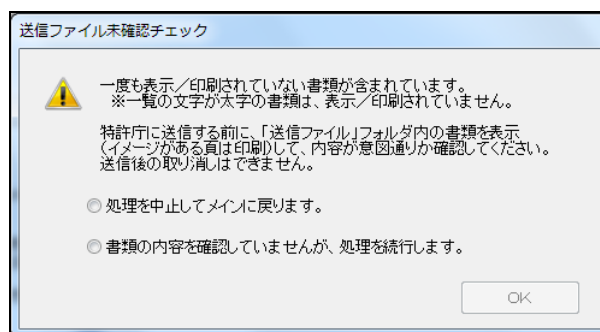 送信ファイル未確認チェック
一度も表示／印刷されていない書類が含まれています。
※一覧の文字が太字の書類は、表示／印刷されていません。
特許庁に送信する前に、「送信ファイル」フォルダ内の書類を表示
(イメージがある頁は印刷)して、内容が意図通りか確認してください。
送信後の取り消しはできません。
処理を中止してメインに戻ります。
書類の内容を確認していませんが、処理を続行します。
OK